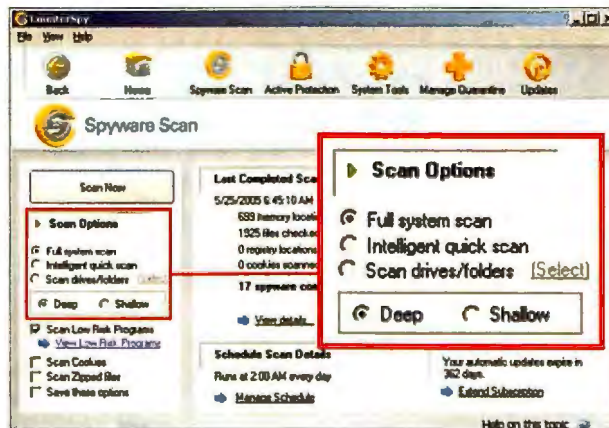 CounterSpy
File View Help
Back Home Spyware Scan Active Protection System Tools Manage Quarantine Updates
Spyware Scan
Scan Now
Scan Options
Full system scan
Intelligent quick scan
Scan drives/folders
Deep Shallow
Scan Low Risk Programs
View Low Risk Programs
Scan Cookies
Scan Zipped files
Save these options
Last Completed Sca
5/25/2005 6:45:10 AM
699 memory locatio
1925 files checked
0 registry locations
0 cookies scanned
17 spyware con
View details...
Schedule Scan Details
Runs at 2:00 AM every day
Manage Schedule
Scan Options
Full system scan
Intelligent quick scan
Scan drives/folders [Select]
Deep Shallow
Your automatic updates expire in
362 days.
Extend Subscription
Help on this topic